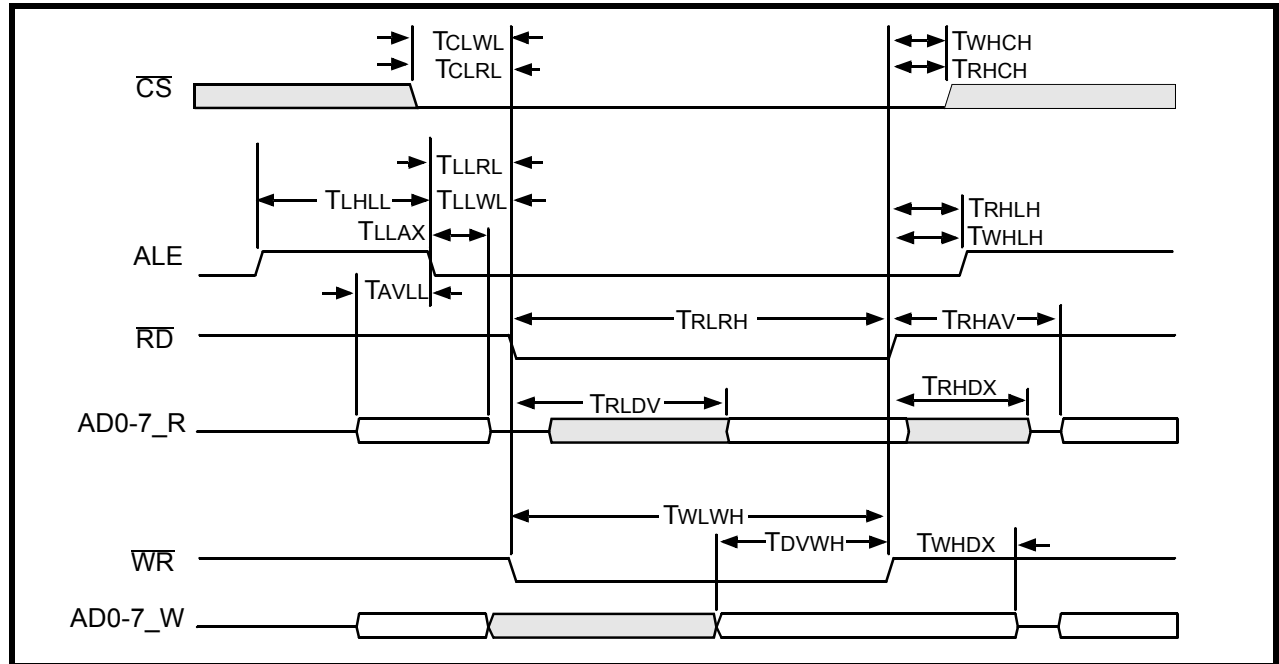 TCLWL TWHCH
TCLRL TRHCH
CS
TLLRL
TLHLL TLLWL TRHLH
TLLAX TWHLH
ALE
TAVLL
TRLRH TRHAV
RD
TRHDX
TRLDV
AD0-7_R
TWLWH
TDVWH TWHDX
WR
AD0-7_W